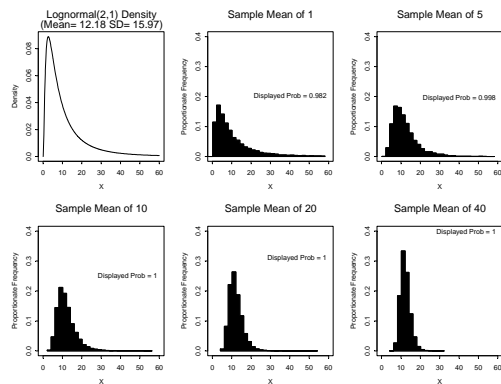 Lognormal(2,1) Density
(Mean= 12.18 SD= 15.97)
Density
0.0 0.02 0.04 0.06 0.08
0 10 20 30 40 50 60
X
Sample Mean of 1
Displayed Prob = 0.982
Proportionate Frequency
0.0 0.1 0.2 0.3 0.4
0 10 20 30 40 50 60
X
Sample Mean of 5
Displayed Prob = 0.998
Proportionate Frequency
0.0 0.1 0.2 0.3 0.4
0 10 20 30 40 50 60
X
Sample Mean of 10
Displayed Prob = 1
Proportionate Frequency
0.0 0.1 0.2 0.3 0.4
0 10 20 30 40 50 60
X
Sample Mean of 20
Displayed Prob = 1
Proportionate Frequency
0.0 0.1 0.2 0.3 0.4
0 10 20 30 40 50 60
X
Sample Mean of 40
Displayed Prob = 1
Proportionate Frequency
0.0 0.1 0.2 0.3 0.4
0 10 20 30 40 50 60
X